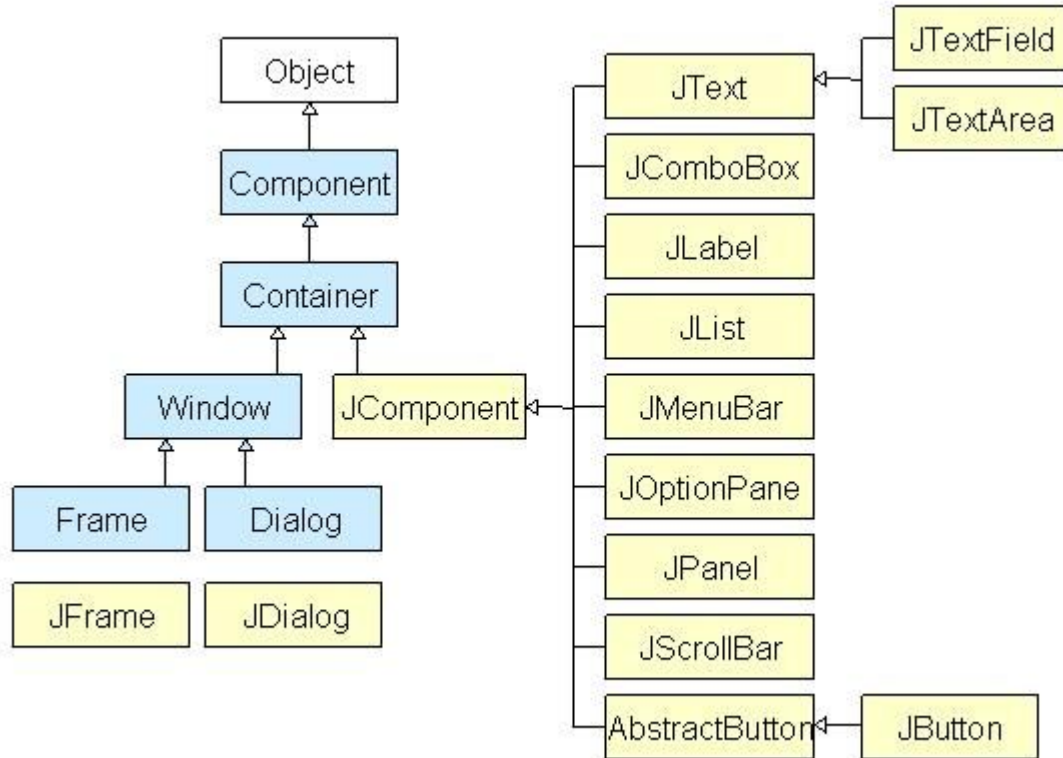 Object
Component
Container
Window
JComponent
Frame
Dialog
JFrame
JDialog
JText
JComboBox
JLabel
JList
JMenuBar
JOptionPane
JPanel
JScrollBar
AbstractButton
JTextField
JTextArea
JButton